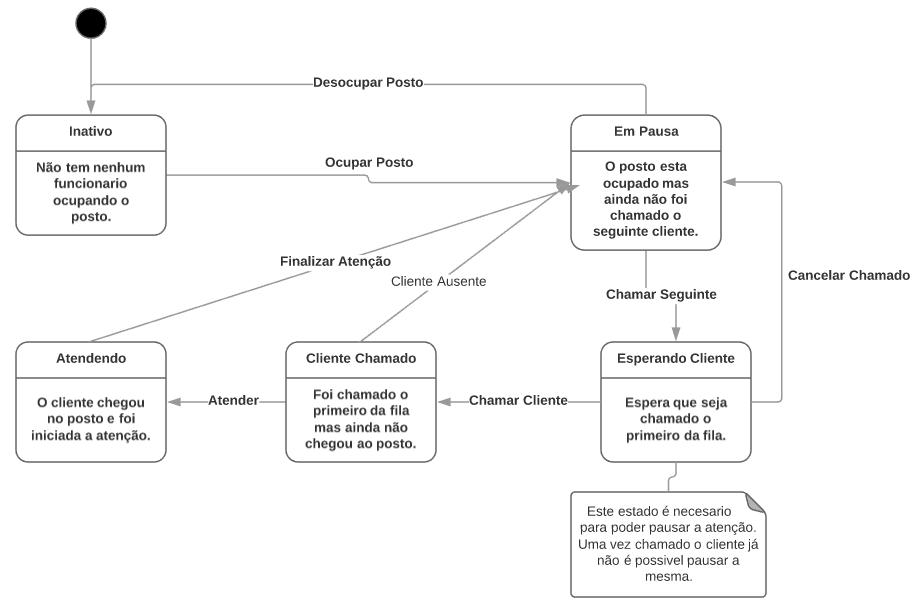 Desocupar Posto
Inativo
Não tem nenhum
funcionario
ocupando o
posto.
Ocupar Posto
Em Pausa
O posto esta
ocupado mas
ainda não foi
chamado o
seguinte cliente.
Finalizar Atenção
Cliente Ausente
Chamar Seguinte
Cancelar Chamado
Atendendo
O cliente chegou
no posto e foi
iniciada a atenção.
Atender
Cliente Chamado
Foi chamado o
primeiro da fila
mas ainda não
chegou ao posto.
Chamar Cliente
Esperando Cliente
Espera que seja
chamado o
primeiro da fila.
Este estado é necesario
para poder pausar a atenção.
Uma vez chamado o cliente já
não é possivel pausar a
mesma.